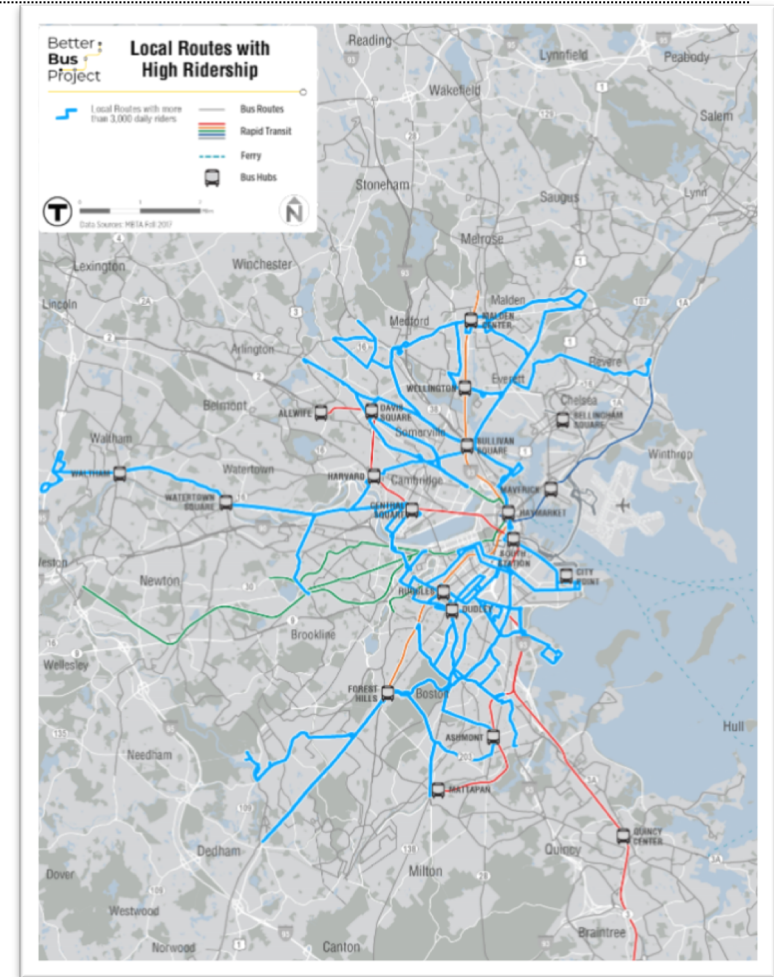 Better
Bus
Project
Local Routes with
High Ridership
Local Routes with more
than 3,000 daily riders
Bus Routes
Rapid Transit
Ferry
Bus Hubs
T
N
Data Sources: MBTA Fall 2017
Reading
Lynnfield
Peabody
Wakefield
Salem
Stoneham
Saugus
Lynn
Melrose
Lexington
Winchester
Lincoln
Malden
MALDEN
CENTER
Medford
Arlington
Revere
WELLINGTON
Everett
Chelsea
Belmont
ALEWIFE
DAVIS
SQUARE
BELLINGHAM
SQUARE
Somerville
SULLIVAN
SQUARE
Waltham
WALTHAM
Watertown
Winthrop
HARVARD
Cambridge
MAVERICK
WATERTOWN
SQUARE
CENTRAL
SQUARE
HAYMARKET
SOUTH
STATION
CITY
POINT
Weston
Newton
RUGGLES
DUDLEY
Brookline
Wellesley
FOREST
HILLS
Boston
Hull
ASHMONT
Needham
MATTAPAN
QUINCY
CENTER
Dedham
Quincy
Milton
Dover
Westwood
Braintree
Norwood
Canton